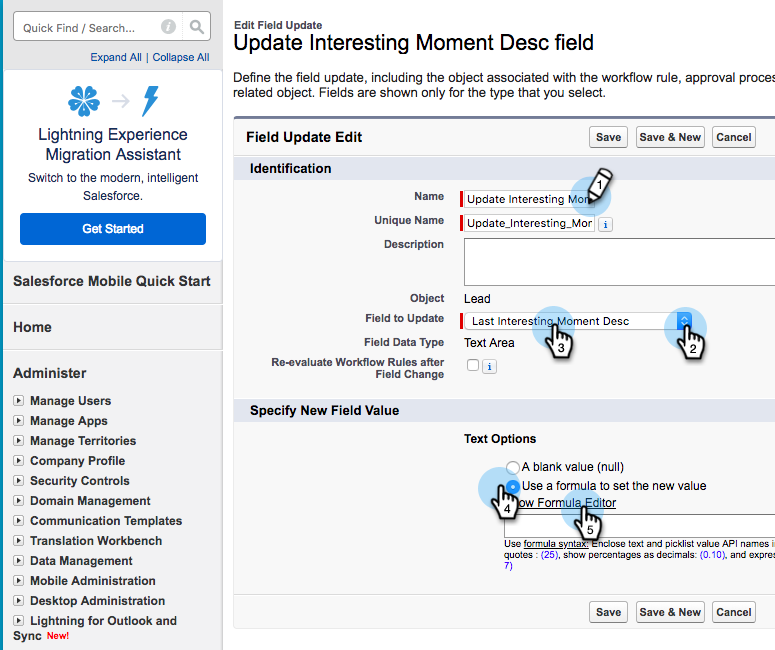 Quick Find / Search...
Expand All | Collapse All
Lightning Experience
Migration Assistant
Switch to the modern, intelligent
Salesforce.
Get Started
Salesforce Mobile Quick Start
Home
Administer
Manage Users
Manage Apps
Manage Territories
Company Profile
Security Controls
Domain Management
Communication Templates
Translation Workbench
Data Management
Mobile Administration
Desktop Administration
Lightning for Outlook and
Sync New!
Edit Field Update
Update Interesting Moment Desc field
Define the field update, including the object associated with the workflow rule, approval proce
related object. Fields are shown only for the type that you select.
Field Update Edit
Save
Save & New
Cancel
Identification
Name
Update Interesting Mom
1
Unique Name
Update_Interesting_Mor
Description
Object
Lead
Field to Update
Last Interesting Moment Desc
3
2
Field Data Type
Text Area
Re-evaluate Workflow Rules after
Field Change
Specify New Field Value
Text Options
A blank value (null)
Use a formula to set the new value
4
ow Formula Editor
5
Use formula syntax: Enclose text and picklist value API names i
quotes : (25), show percentages as decimals: (0.10), and expre
7)
Save
Save & New
Cancel